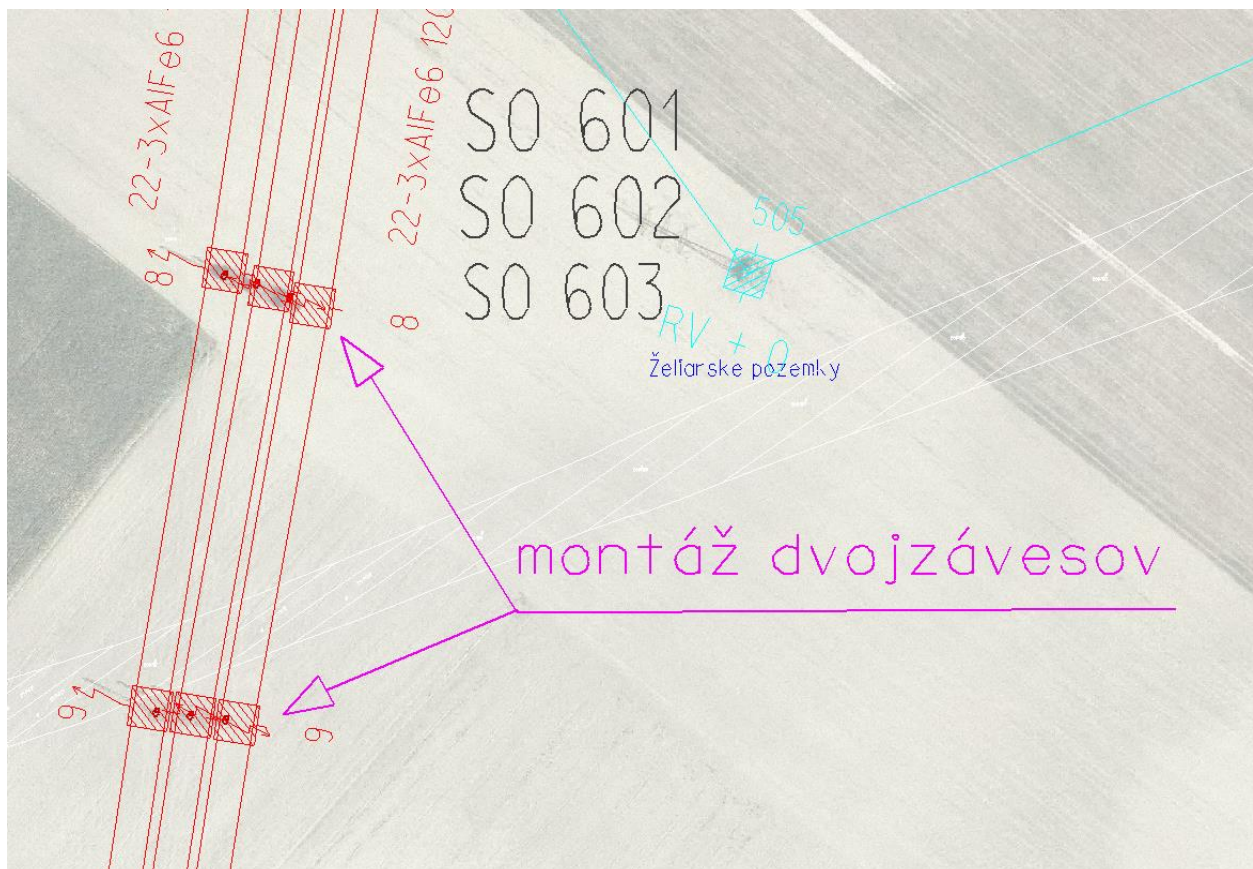 22-3xAlFe6
22-3xAlFe6 120
SO 601
SO 602
SO 603
505
8
8
RV + 0
Želiarske pozemky
montáž dvojzávesov
9
9